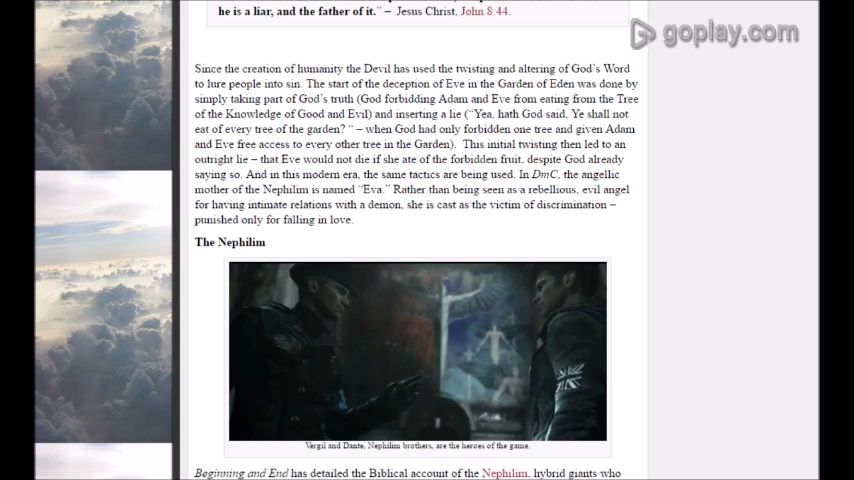 he is a liar, and the father of it." – Jesus Christ, John 8:44.
goplay.com
Since the creation of humanity the Devil has used the twisting and altering of God's Word
to lure people into sin. The start of the deception of Eve in the Garden of Eden was done by
simply taking part of God's truth (God forbidding Adam and Eve from eating from the Tree
of the Knowledge of Good and Evil) and inserting a lie ("Yea, hath God said, Ye shall not
eat of every tree of the garden? " – when God had only forbidden one tree and given Adam
and Eve free access to every other tree in the Garden). This initial twisting then led to an
outright lie – that Eve would not die if she ate of the forbidden fruit, despite God already
saying so. And in this modern era, the same tactics are being used. In DmC, the angellic
mother of the Nephilim is named "Eva." Rather than being seen as a rebellious, evil angel
for having intimate relations with a demon, she is cast as the victim of discrimination –
punished only for falling in love.
The Nephilim
Vergil and Dante, Nephilim brothers, are the heroes of the game.
Beginning and End has detailed the Biblical account of the Nephilim, hybrid giants who